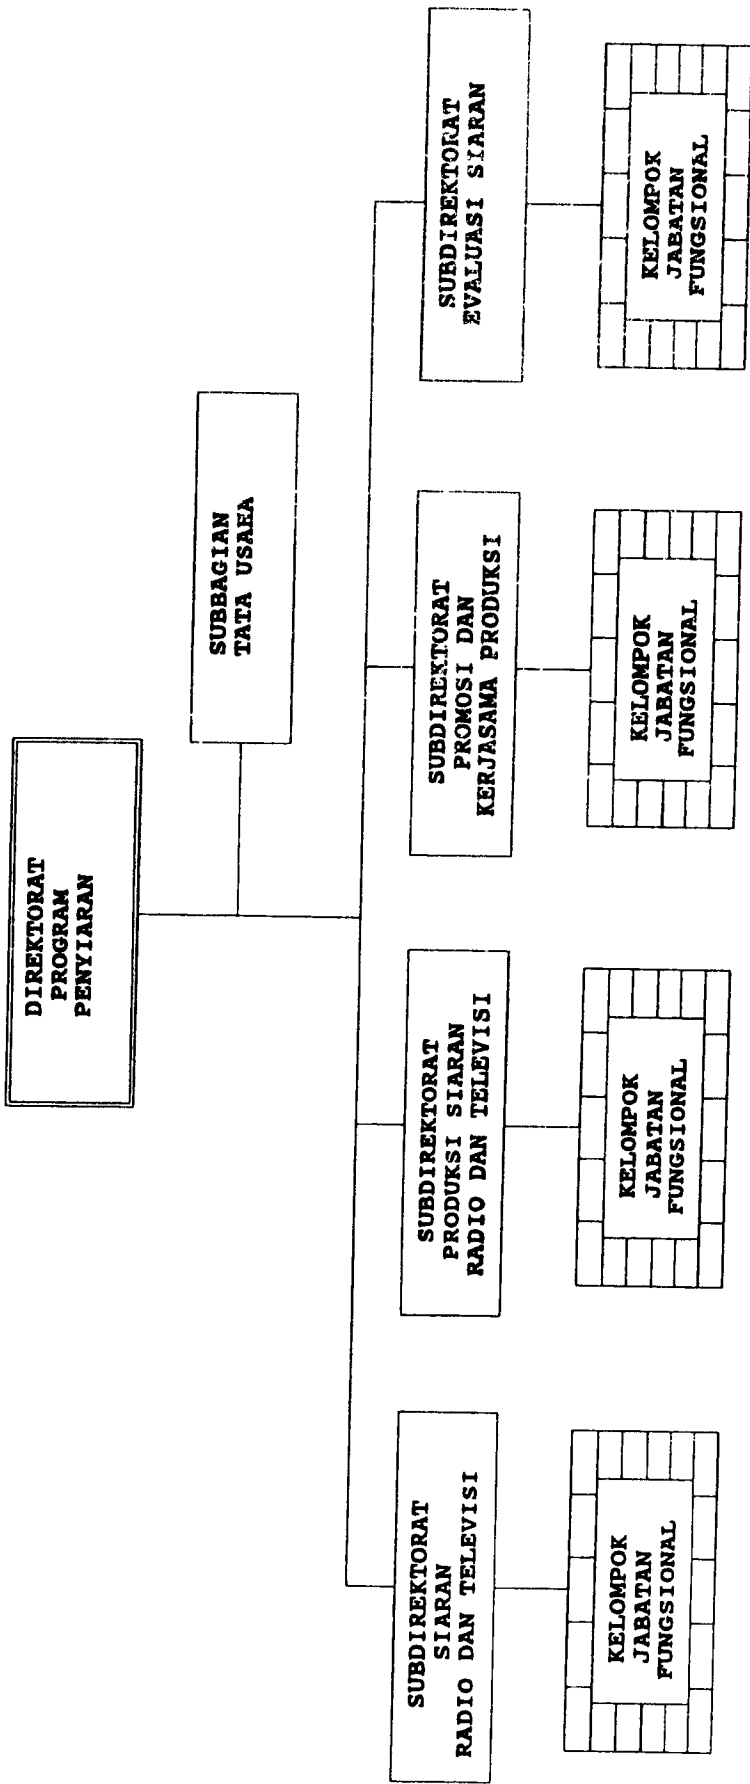 DIREKTORAT
PROGRAM
PENYIARAN
SUBBAGIAN
TATA USAHA
SUBDIREKTORAT
SIARAN
RADIO DAN TELEVISI
SUBDIREKTORAT
PRODUKSI SIARAN
RADIO DAN TELEVISI
SUBDIREKTORAT
PROMOSI DAN
KERJASAMA PRODUKSI
SUBDIREKTORAT
EVALUASI SIARAN
KELOMPOK
JABATAN
FUNGSIONAL
KELOMPOK
JABATAN
FUNGSIONAL
KELOMPOK
JABATAN
FUNGSIONAL
KELOMPOK
JABATAN
FUNGSIONAL